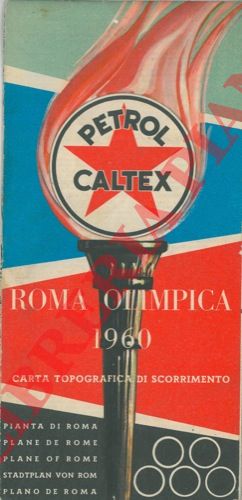 PETROL
CALTEX
ROMA OLIMPICA
1960
CARTA TOPOGRAFICA DI SCORRIMENTO
PIANTA DI ROMA
PLANE DE ROME
PLANE OF ROME
STADTPLAN VON ROM
PLANO DE ROMA